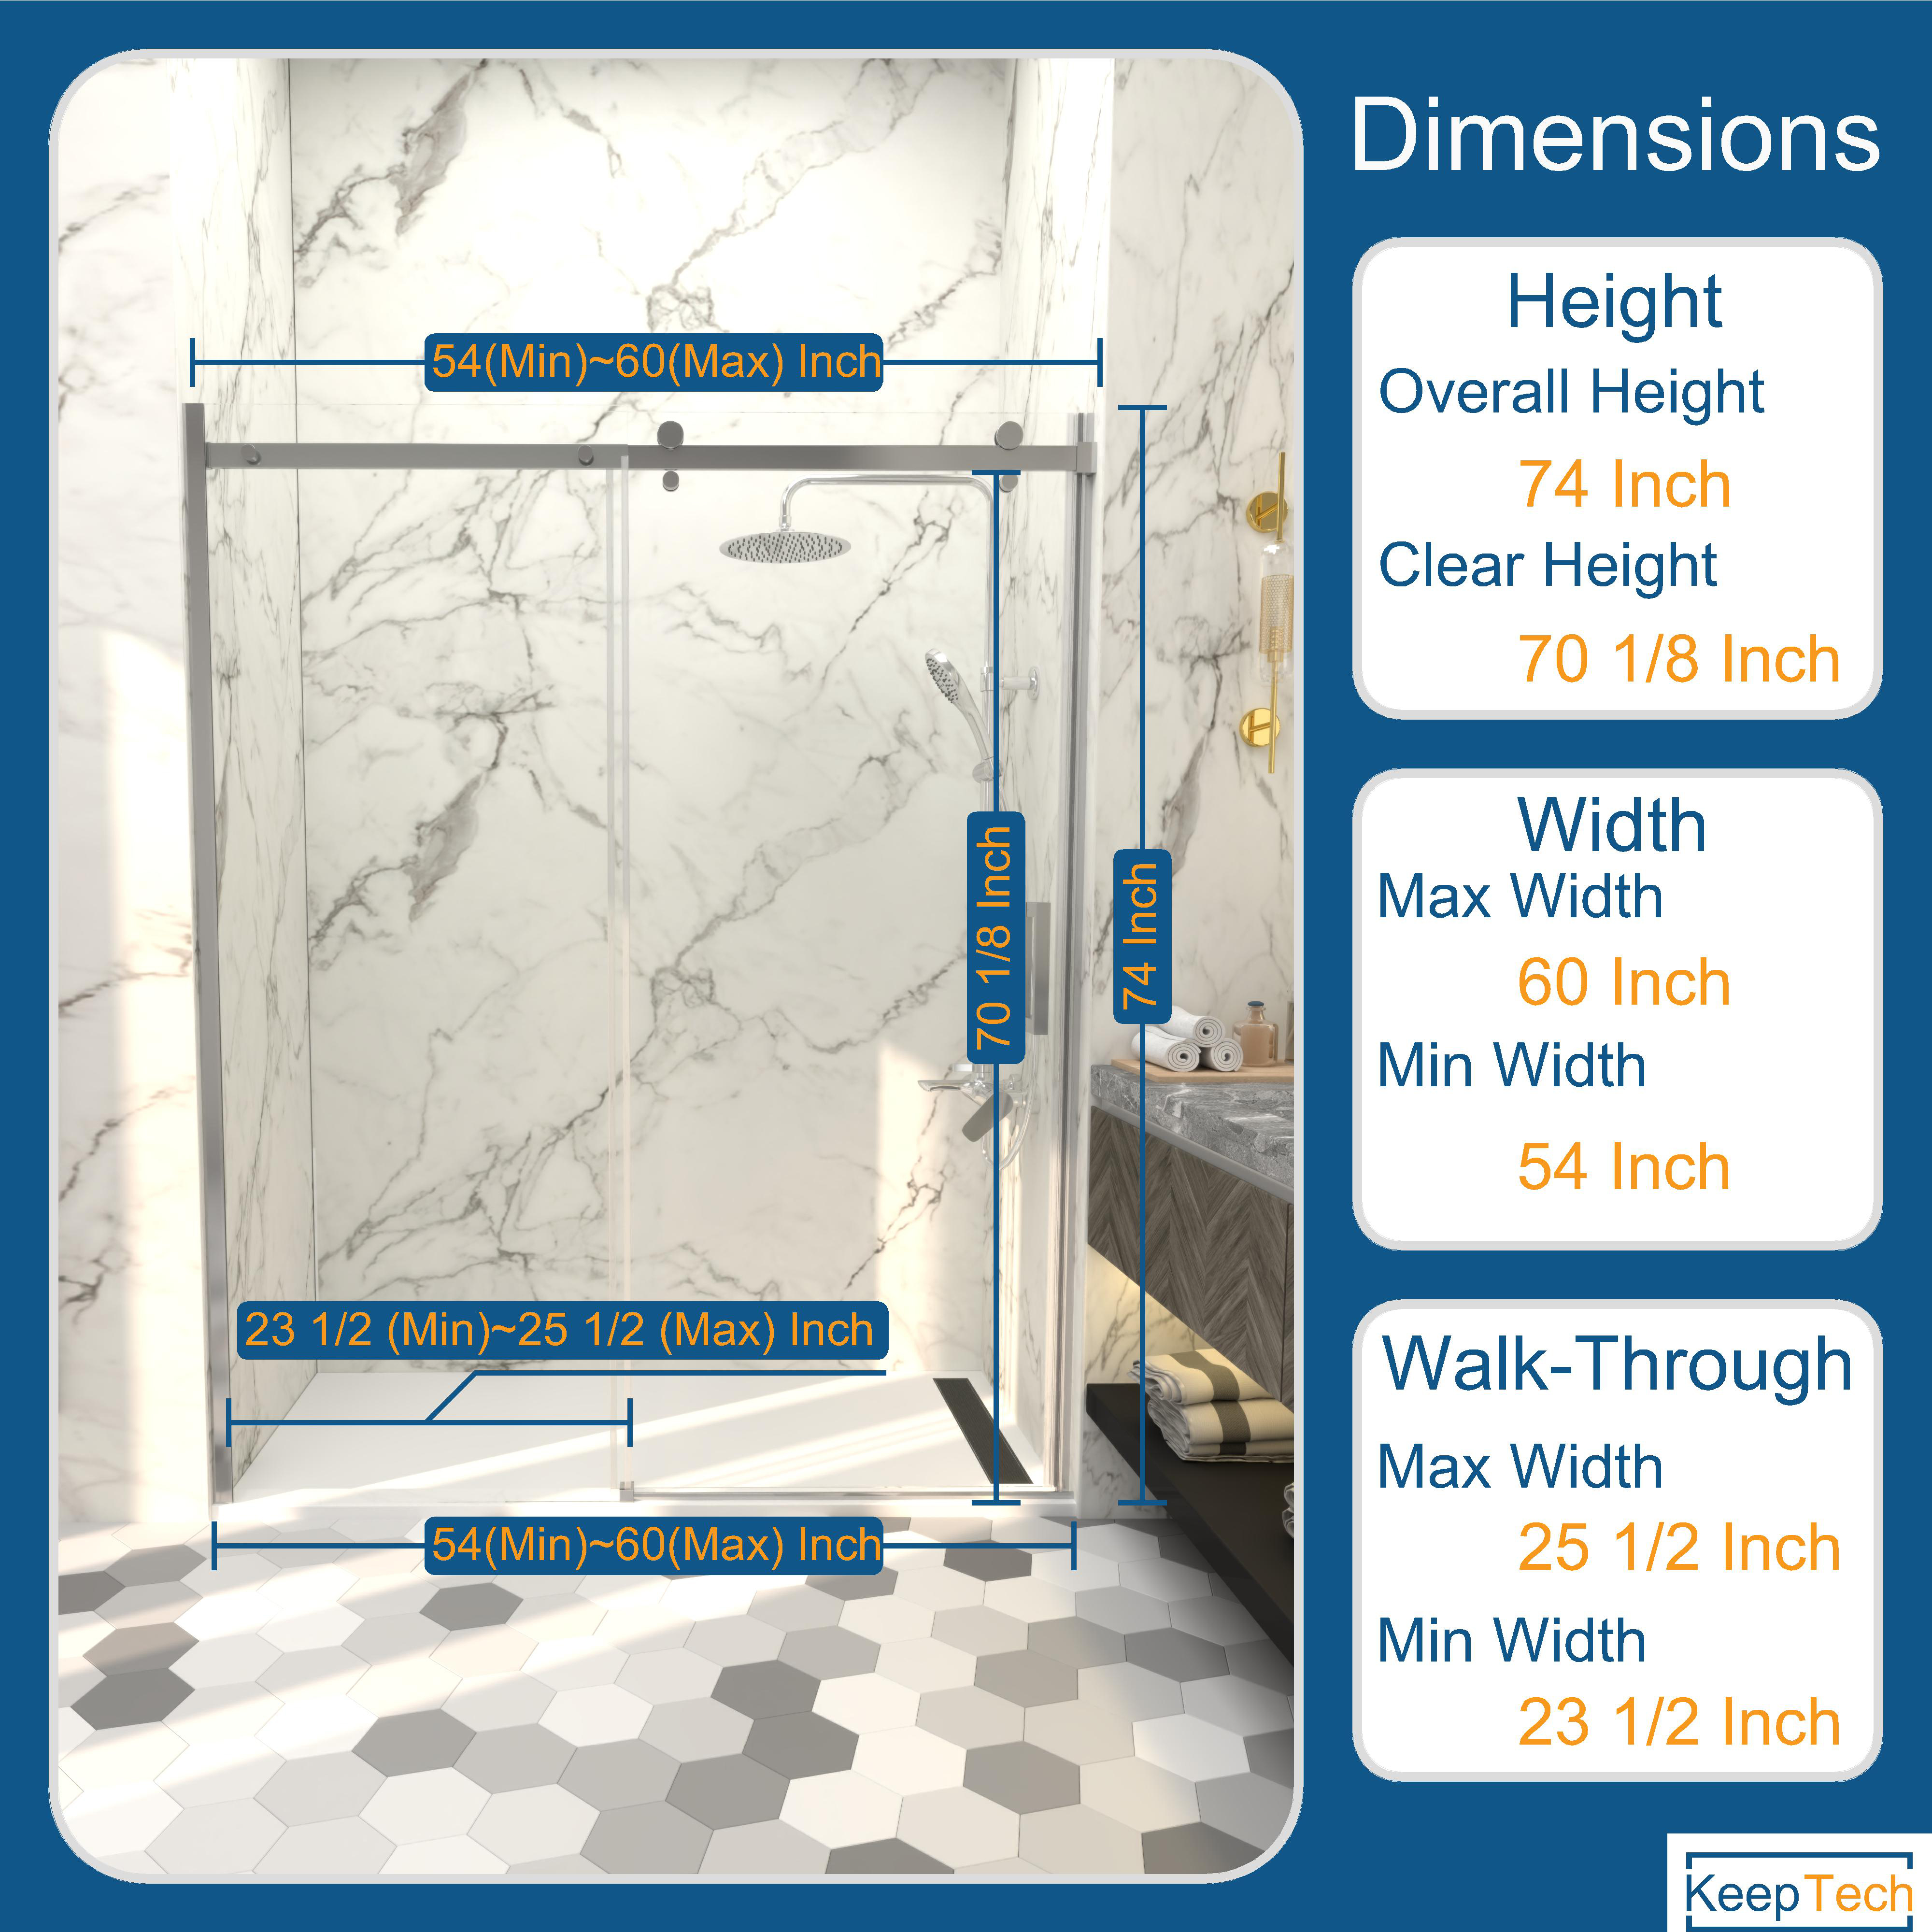 Dimensions
54(Min)~60(Max) Inch
70 1/8 Inch
74 Inch
23 1/2 (Min)~25 1/2 (Max) Inch
54(Min)~60(Max) Inch
Height
Overall Height
74 Inch
Clear Height
70 1/8 Inch
Width
Max Width
60 Inch
Min Width
54 Inch
Walk-Through
Max Width
25 1/2 Inch
Min Width
23 1/2 Inch
KeepTech